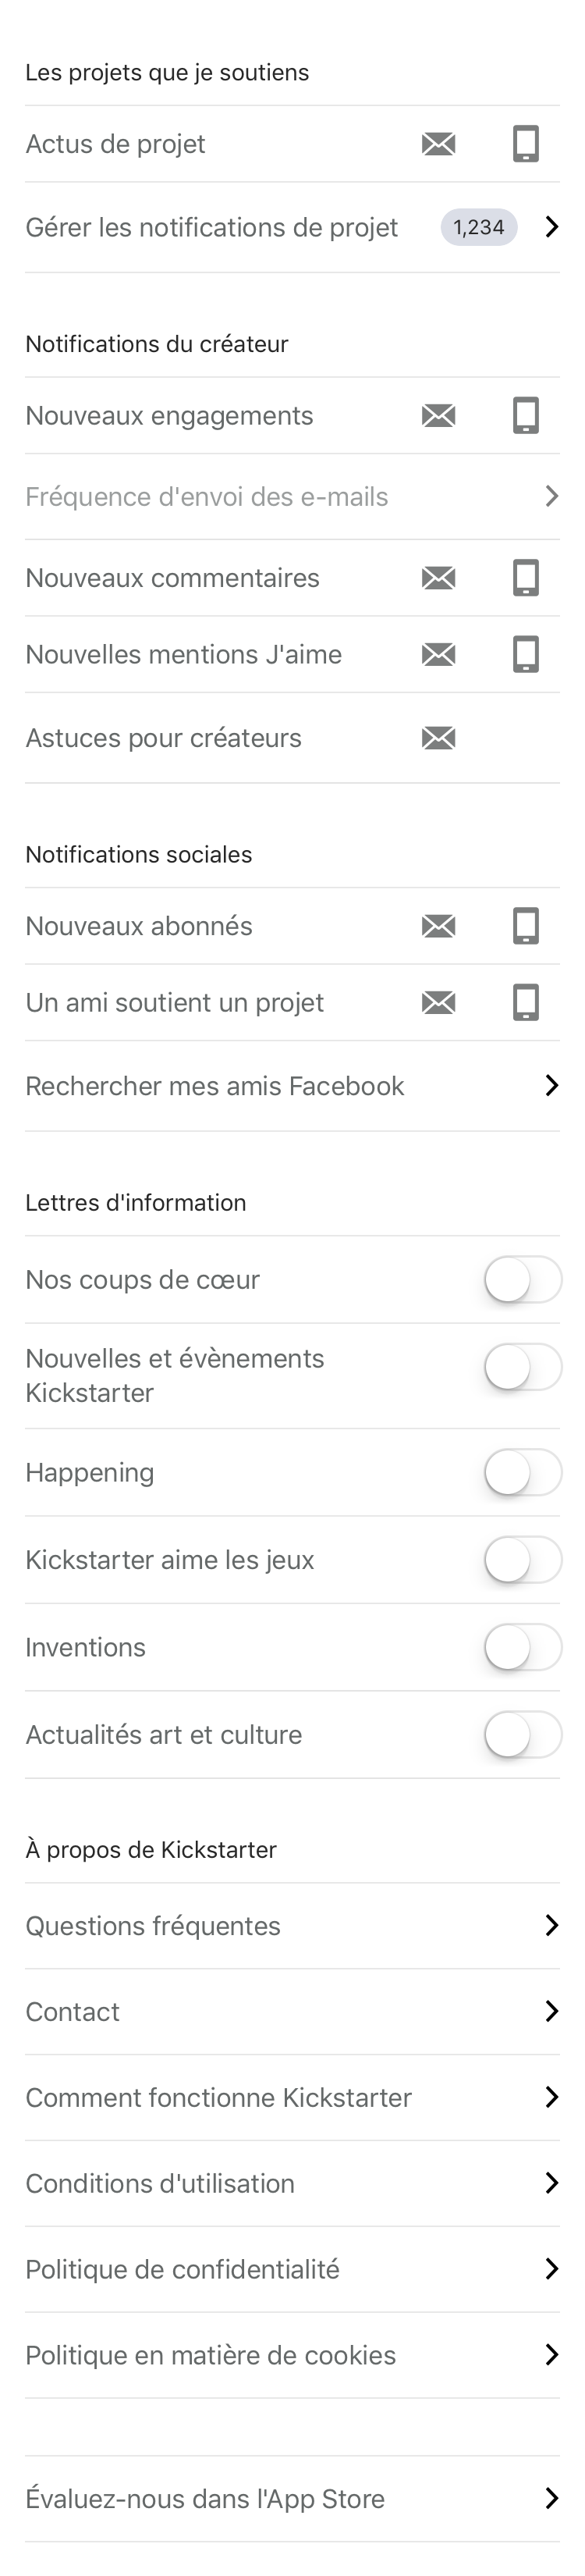 Les projets que je soutiens
Actus de projet
Gérer les notifications de projet 1,234
Notifications du créateur
Nouveaux engagements
Fréquence d'envoi des e-mails
Nouveaux commentaires
Nouvelles mentions J'aime
Astuces pour créateurs
Notifications sociales
Nouveaux abonnés
Un ami soutient un projet
Rechercher mes amis Facebook
Lettres d'information
Nos coups de cœur
Nouvelles et évènements
Kickstarter
Happening
Kickstarter aime les jeux
Inventions
Actualités art et culture
À propos de Kickstarter
Questions fréquentes
Contact
Comment fonctionne Kickstarter
Conditions d'utilisation
Politique de confidentialité
Politique en matière de cookies
Évaluez-nous dans l'App Store